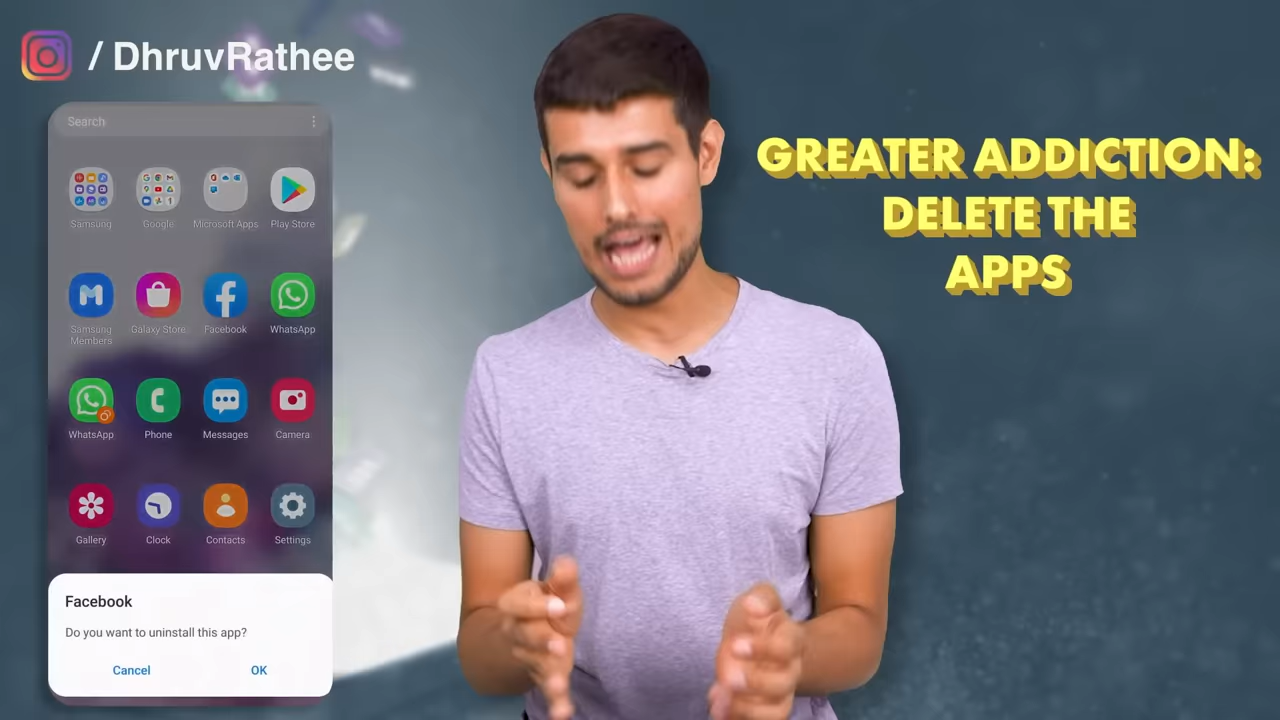 / DhruvRathee
GREATER ADDICTION:
DELETE THE
APPS
Search
Samsung
Google
Microsoft Apps
Play Store
Samsung
Members
Galaxy Store
Facebook
WhatsApp
WhatsApp
Phone
Messages
Camera
Gallery
Clock
Contacts
Settings
Facebook
Do you want to uninstall this app?
Cancel
OK